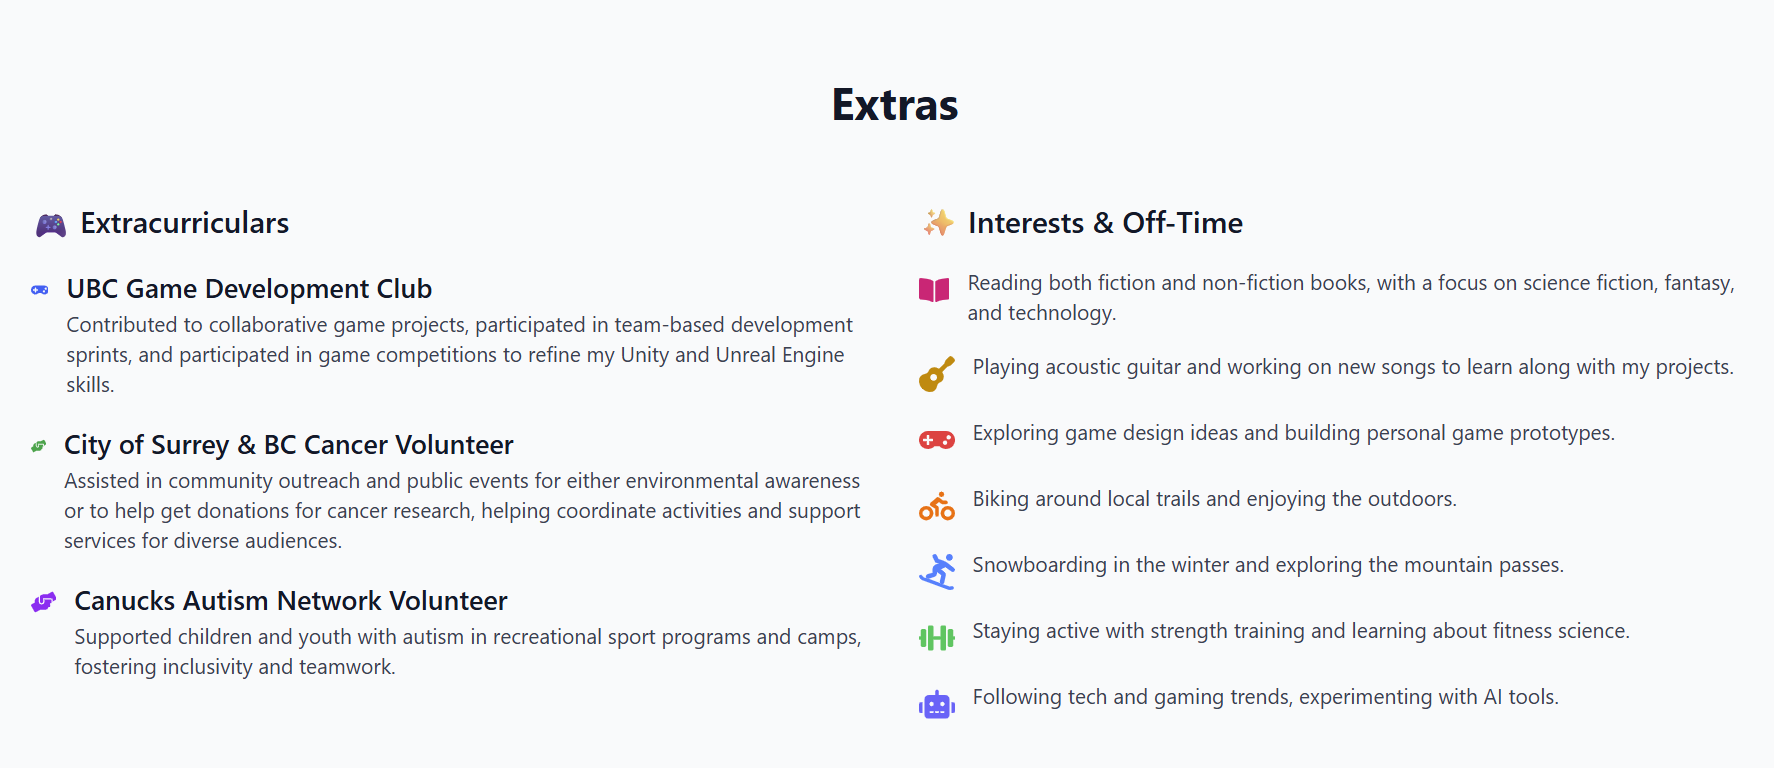 Extras
Extracurriculars
UBC Game Development Club
Contributed to collaborative game projects, participated in team-based development
sprints, and participated in game competitions to refine my Unity and Unreal Engine
skills.
City of Surrey & BC Cancer Volunteer
Assisted in community outreach and public events for either environmental awareness
or to help get donations for cancer research, helping coordinate activities and support
services for diverse audiences.
Canucks Autism Network Volunteer
Supported children and youth with autism in recreational sport programs and camps,
fostering inclusivity and teamwork.
Interests & Off-Time
Reading both fiction and non-fiction books, with a focus on science fiction, fantasy,
and technology.
Playing acoustic guitar and working on new songs to learn along with my projects.
Exploring game design ideas and building personal game prototypes.
Biking around local trails and enjoying the outdoors.
Snowboarding in the winter and exploring the mountain passes.
Staying active with strength training and learning about fitness science.
Following tech and gaming trends, experimenting with AI tools.